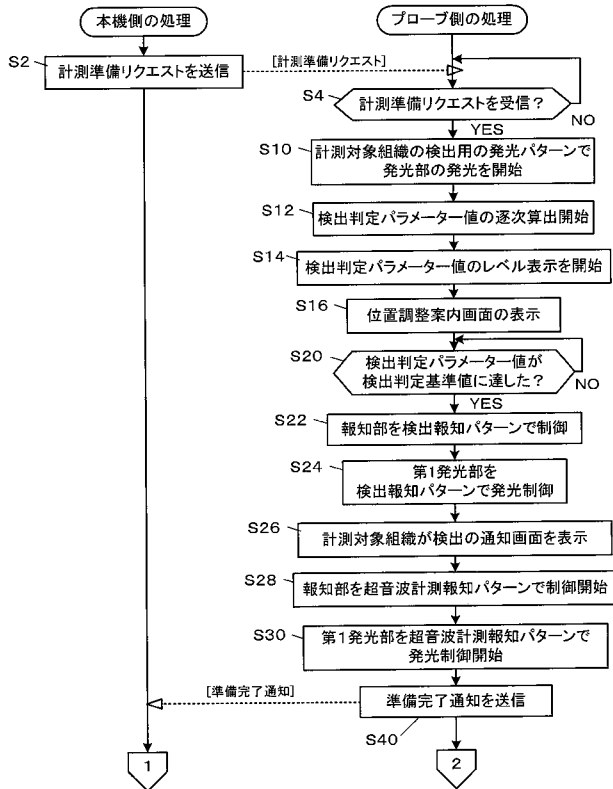 本機側の処理
プローブ側の処理
S2
計測準備リクエストを送信
[計測準備リクエスト]
S4
計測準備リクエストを受信？
NO
YES
S10
計測対象組織の検出用の発光パターンで
発光部の発光を開始
S12
検出判定パラメーター値の逐次算出開始
S14
検出判定パラメーター値のレベル表示を開始
S16
位置調整案内画面の表示
S20
検出判定パラメーター値が
検出判定基準値に達した？
NO
YES
S22
報知部を検出報知パターンで制御
S24
第1発光部を
検出報知パターンで発光制御
S26
計測対象組織が検出の通知画面を表示
S28
報知部を超音波計測報知パターンで制御開始
S30
第1発光部を超音波計測報知パターンで
発光制御開始
[準備完了通知]
準備完了通知を送信
S40
1
2